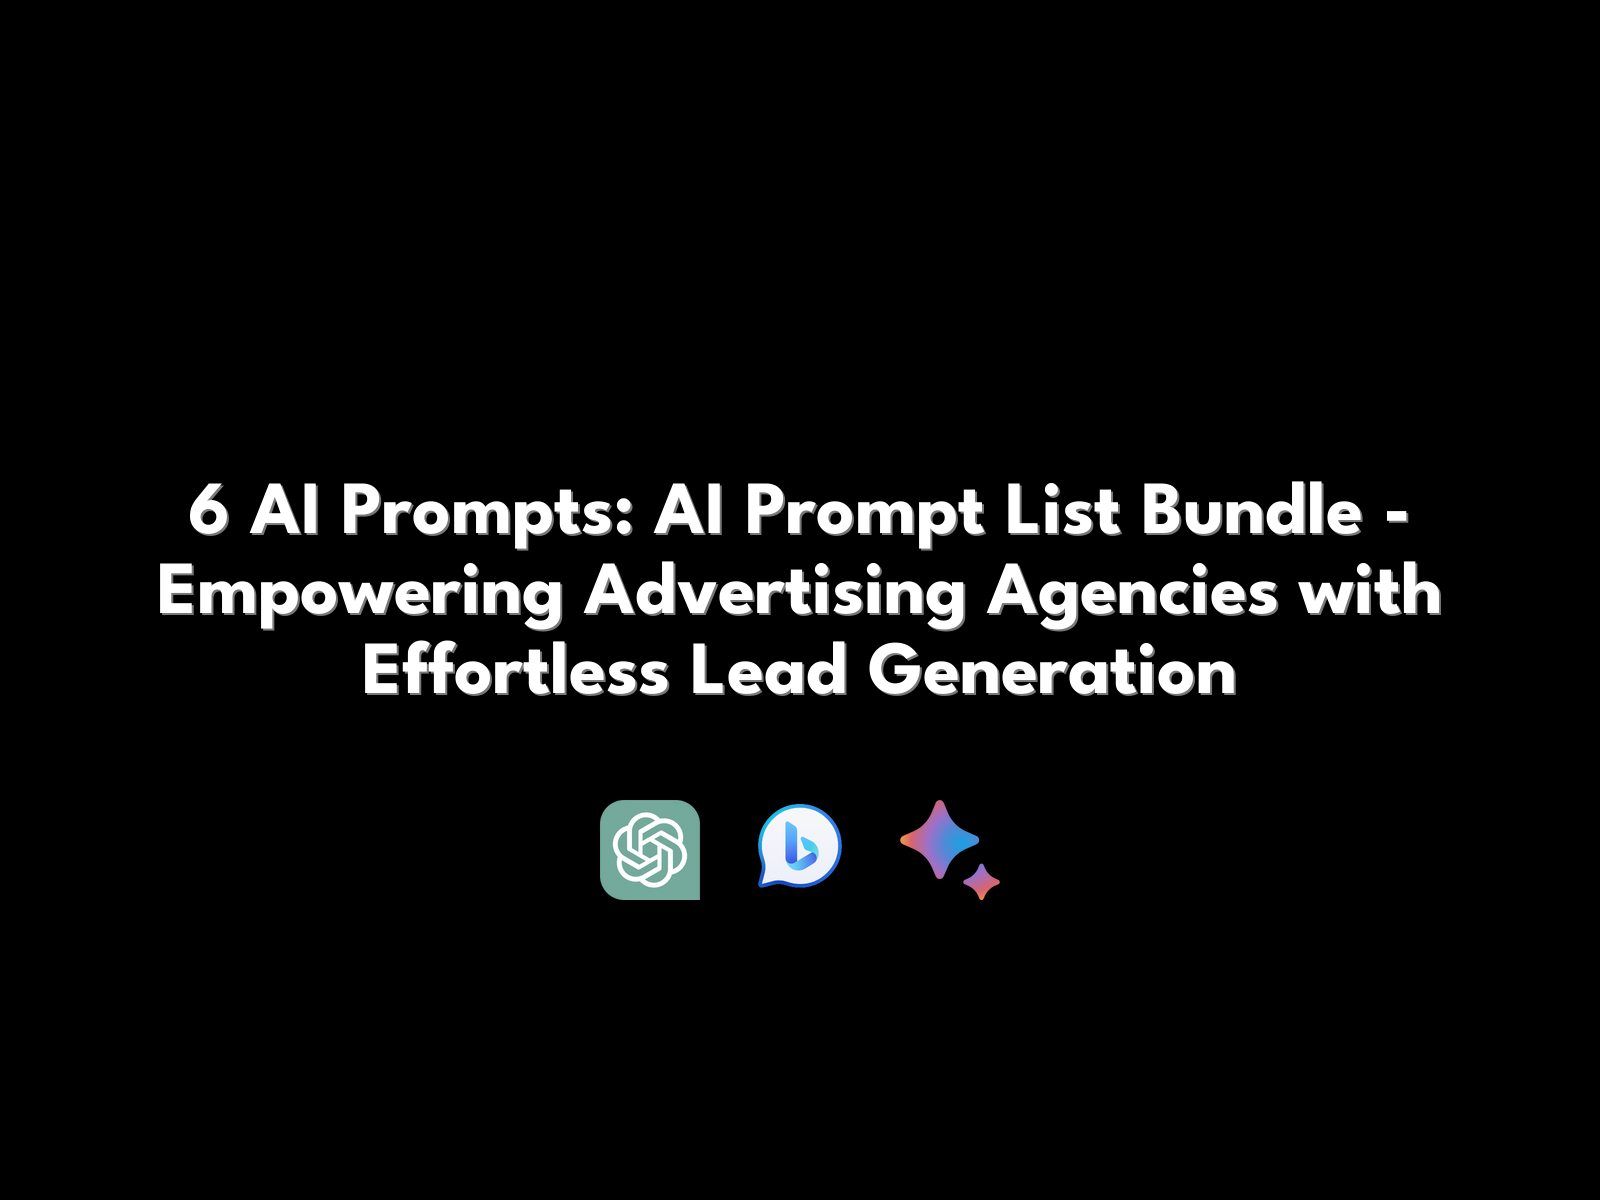 6 AI Prompts: AI Prompt List Bundle -
Empowering Advertising Agencies with
Effortless Lead Generation